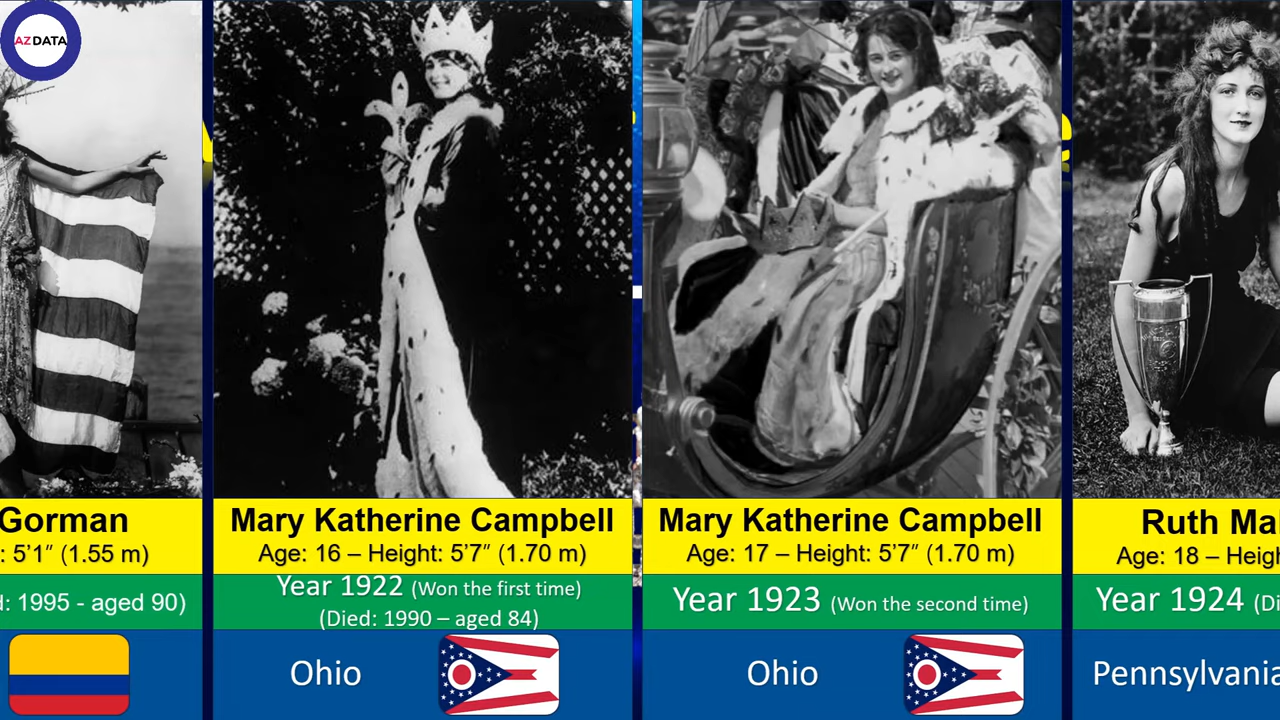 AZDATA
Gorman
: 5'1" (1.55 m)
d: 1995 - aged 90)
Mary Katherine Campbell
Age: 16 – Height: 5'7" (1.70 m)
Year 1922 (Won the first time)
(Died: 1990 – aged 84)
Ohio
Mary Katherine Campbell
Age: 17 – Height: 5'7" (1.70 m)
Year 1923 (Won the second time)
Ohio
Ruth Mal
Age: 18 – Heigh
Year 1924 (Di
Pennsylvania